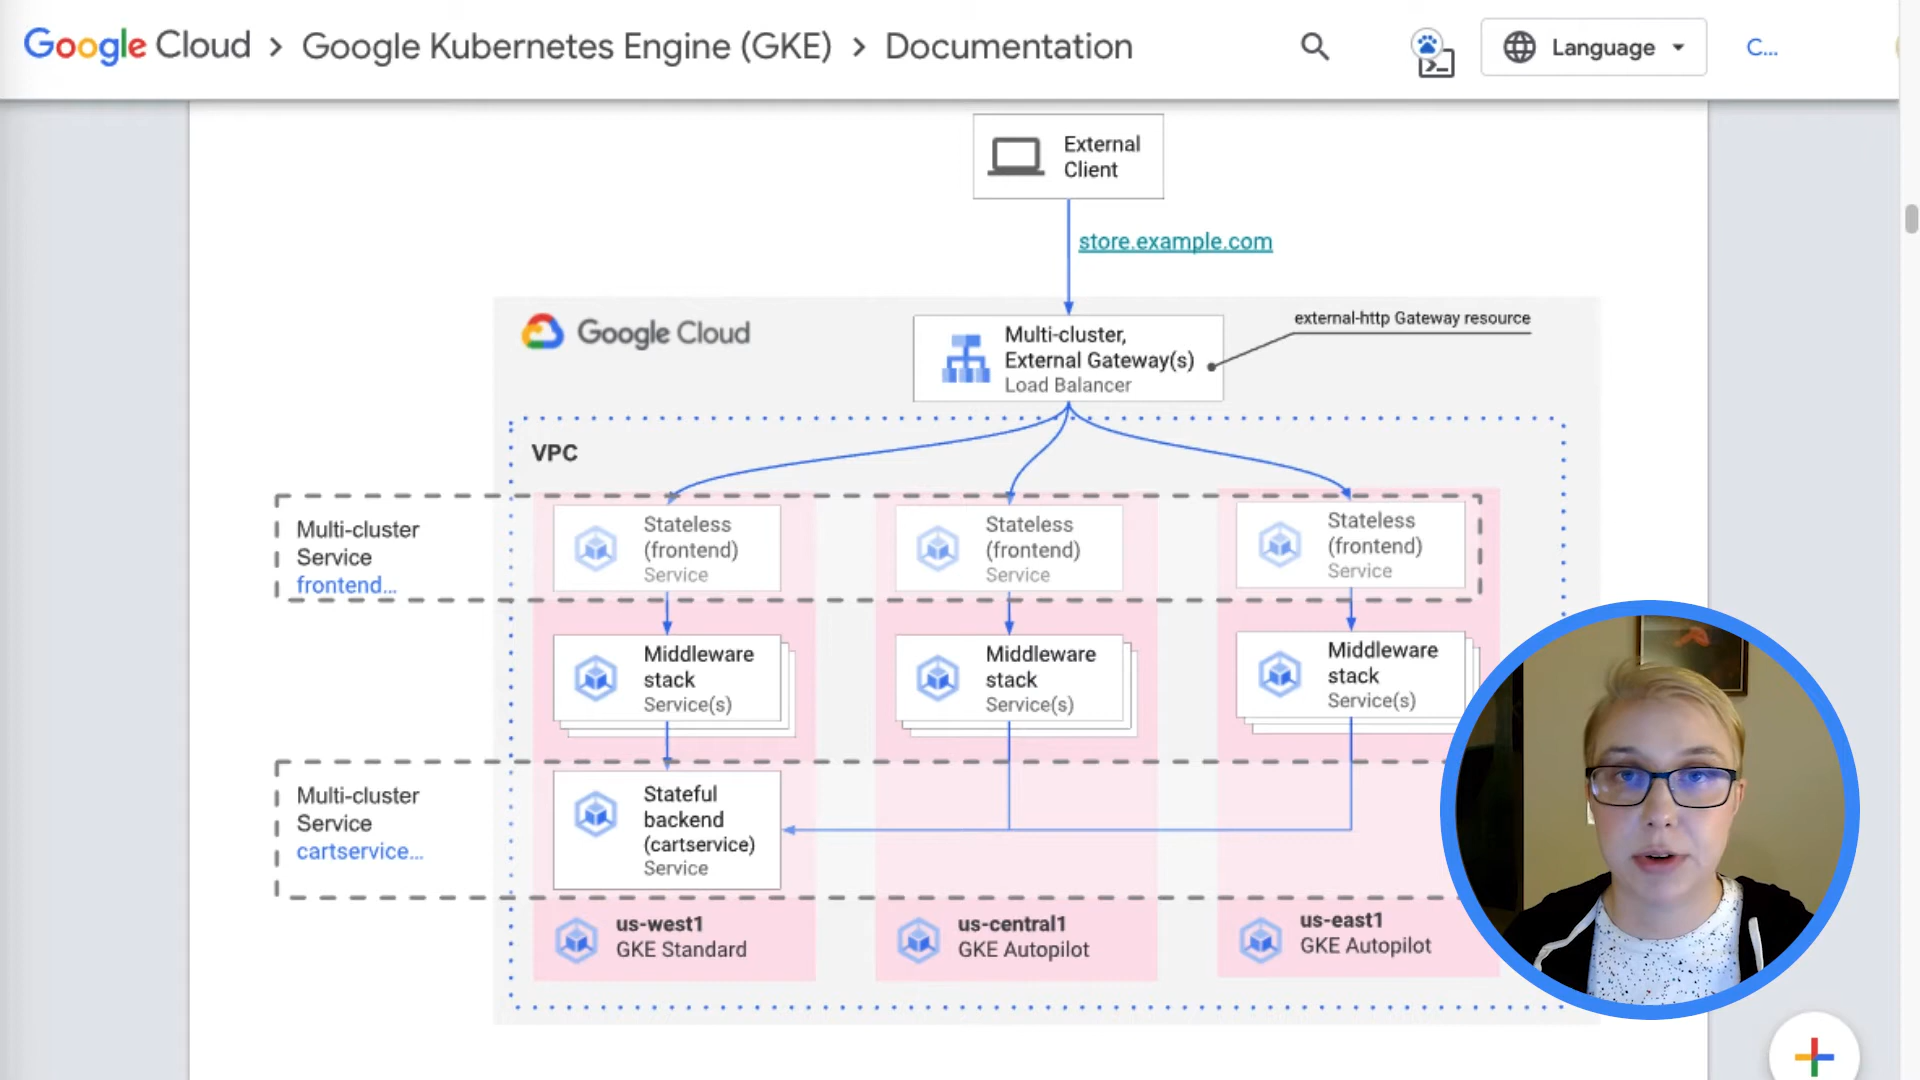 Google Cloud > Google Kubernetes Engine (GKE) > Documentation
Language
C...
External
Client
store.example.com
Google Cloud
Multi-cluster,
External Gateway(s)
Load Balancer
external-http Gateway resource
VPC
Multi-cluster
Service
frontend...
Stateless
(frontend)
Service
Stateless
(frontend)
Service
Stateless
(frontend)
Service
Middleware
stack
Service(s)
Middleware
stack
Service(s)
Middleware
stack
Service(s)
Multi-cluster
Service
cartservice...
Stateful
backend
(cartservice)
Service
us-west1
GKE Standard
us-central1
GKE Autopilot
us-east1
GKE Autopilot